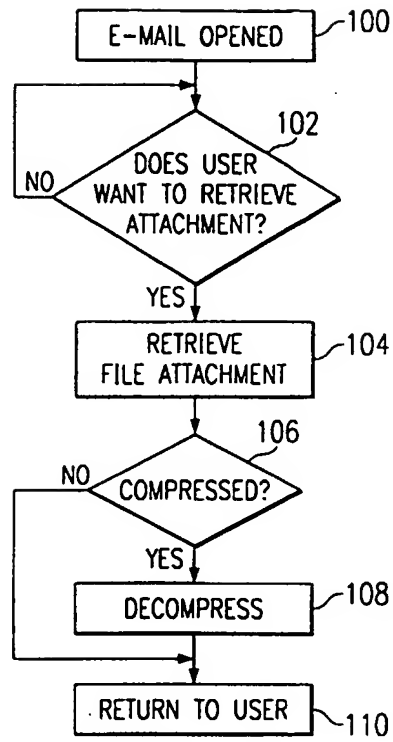 E-MAIL OPENED
100
102
DOES USER
WANT TO RETRIEVE
ATTACHMENT?
NO
YES
RETRIEVE
FILE ATTACHMENT
104
106
NO
COMPRESSED?
YES
DECOMPRESS
108
RETURN TO USER
110